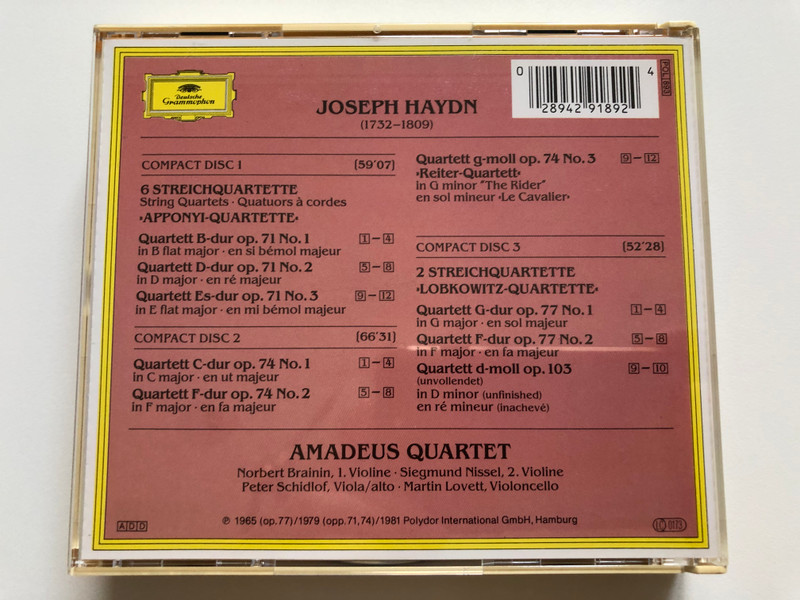 Deutsche
Grammophon
JOSEPH HAYDN
(1732–1809)
0 28942 91892 4
POL 893
COMPACT DISC 1 (59'07)
6 STREICHQUARTETTE
String Quartets · Quatuors à cordes
»APPONYI-QUARTETTE«
Quartett B-dur op. 71 No. 1 1–4
in B flat major · en si bémol majeur
Quartett D-dur op. 71 No. 2 5–8
in D major · en ré majeur
Quartett Es-dur op. 71 No. 3 9–12
in E flat major · en mi bémol majeur
COMPACT DISC 2 (66'31)
Quartett C-dur op. 74 No. 1 1–4
in C major · en ut majeur
Quartett F-dur op. 74 No. 2 5–8
in F major · en fa majeur
Quartett g-moll op. 74 No. 3 9–12
»Reiter-Quartett«
in G minor "The Rider"
en sol mineur ‹Le Cavalier›
COMPACT DISC 3 (52'28)
2 STREICHQUARTETTE
»LOBKOWITZ-QUARTETTE«
Quartett G-dur op. 77 No. 1 1–4
in G major · en sol majeur
Quartett F-dur op. 77 No. 2 5–8
in F major · en fa majeur
Quartett d-moll op. 103 9–10
(unvollendet)
in D minor (unfinished)
en ré mineur (inachevé)
AMADEUS QUARTET
Norbert Brainin, 1. Violine · Siegmund Nissel, 2. Violine
Peter Schidlof, Viola/alto · Martin Lovett, Violoncello
ADD
℗ 1965 (op. 77) / 1979 (opp. 71, 74) / 1981 Polydor International GmbH, Hamburg